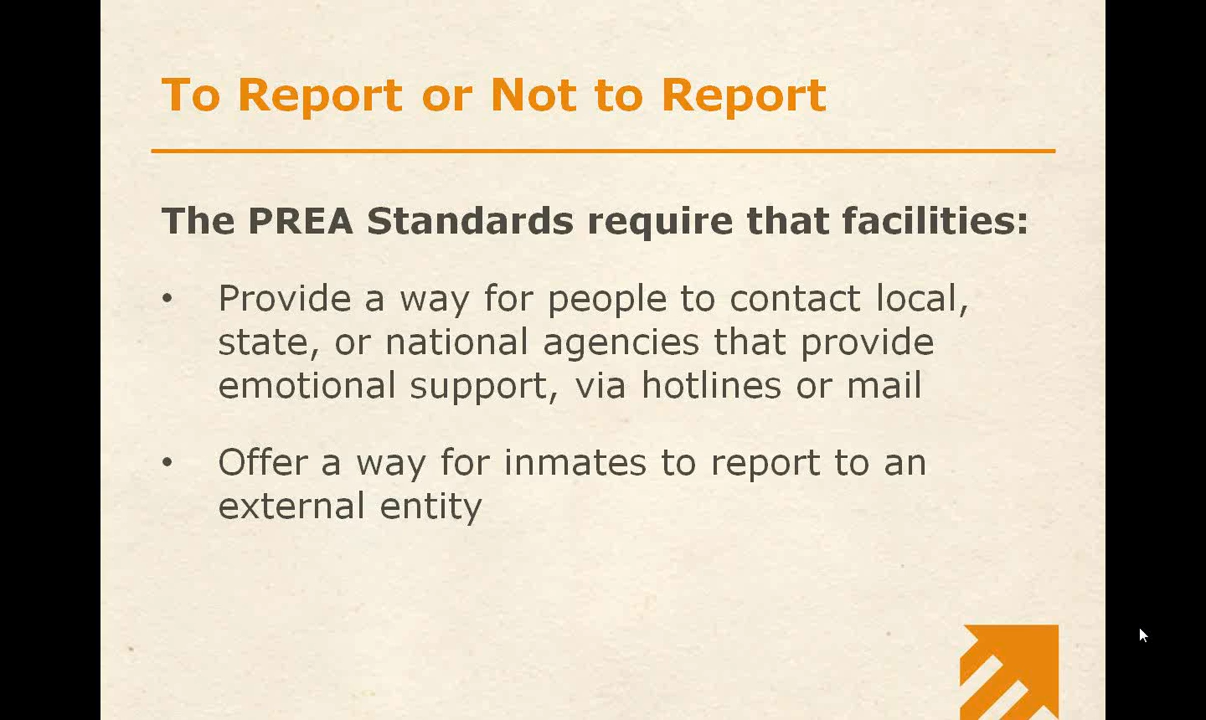 To Report or Not to Report
The PREA Standards require that facilities:
• Provide a way for people to contact local,
state, or national agencies that provide
emotional support, via hotlines or mail
• Offer a way for inmates to report to an
external entity